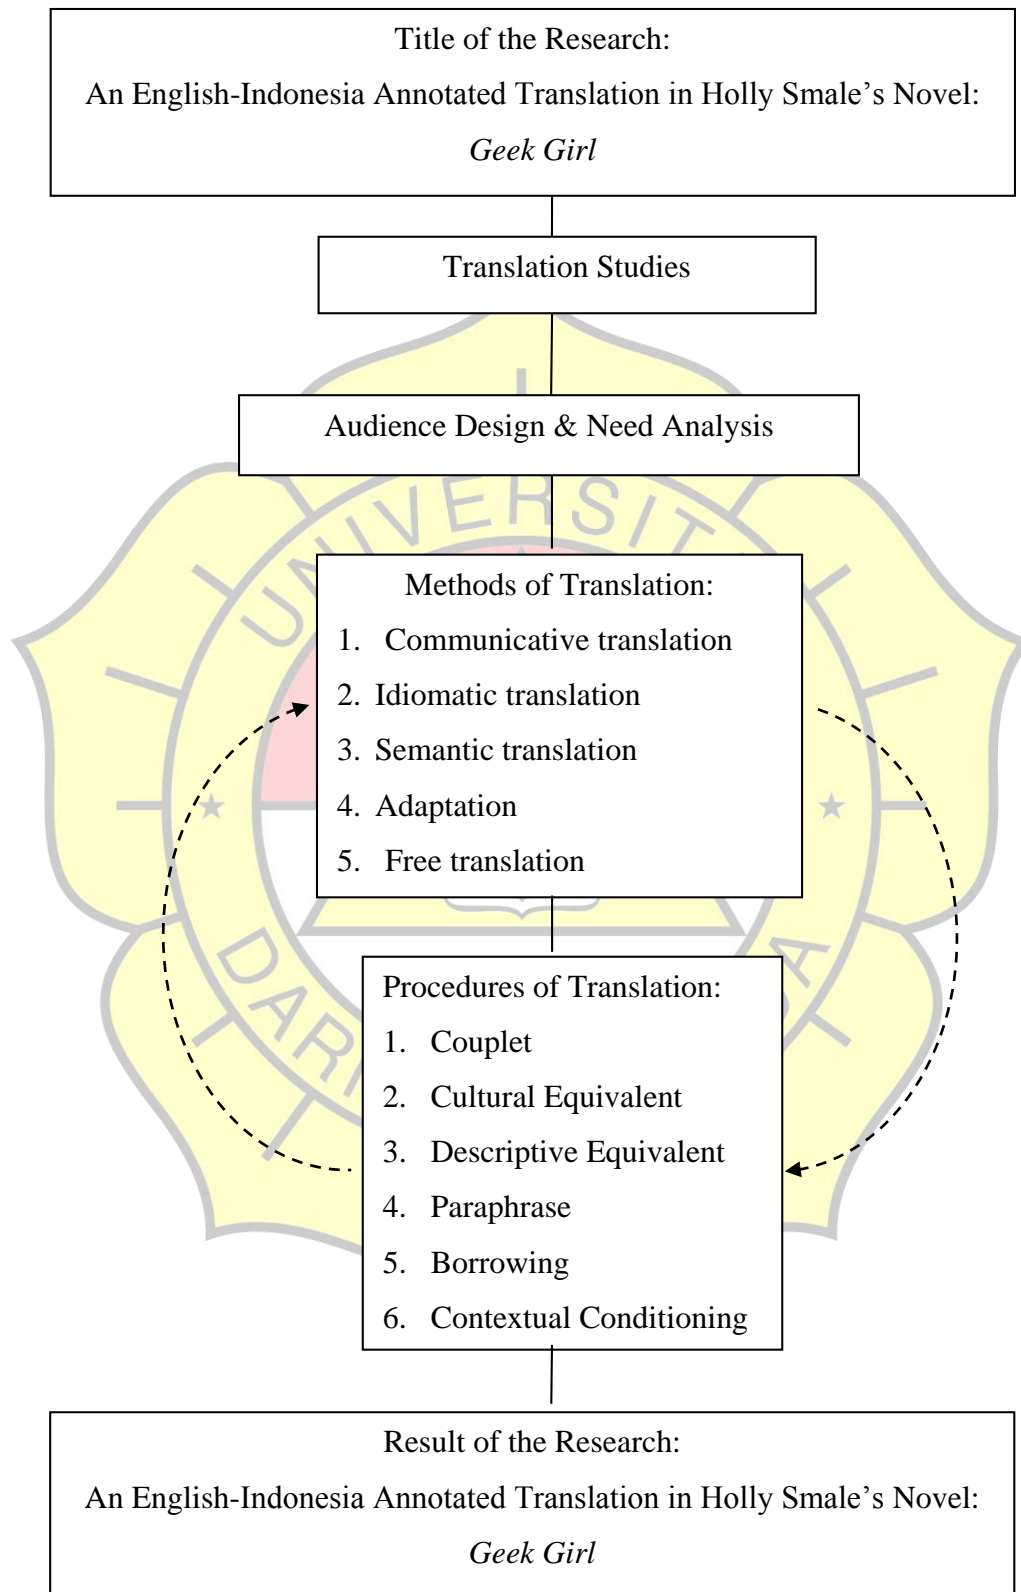 Title of the Research:
An English-Indonesia Annotated Translation in Holly Smale’s Novel:
Geek Girl
Translation Studies
Audience Design & Need Analysis
UNIVERSIT
Methods of Translation:
1. Communicative translation
2. Idiomatic translation
3. Semantic translation
4. Adaptation
5. Free translation
Procedures of Translation:
1. Couplet
2. Cultural Equivalent
3. Descriptive Equivalent
4. Paraphrase
5. Borrowing
6. Contextual Conditioning
DAR
A
Result of the Research:
An English-Indonesia Annotated Translation in Holly Smale’s Novel:
Geek Girl